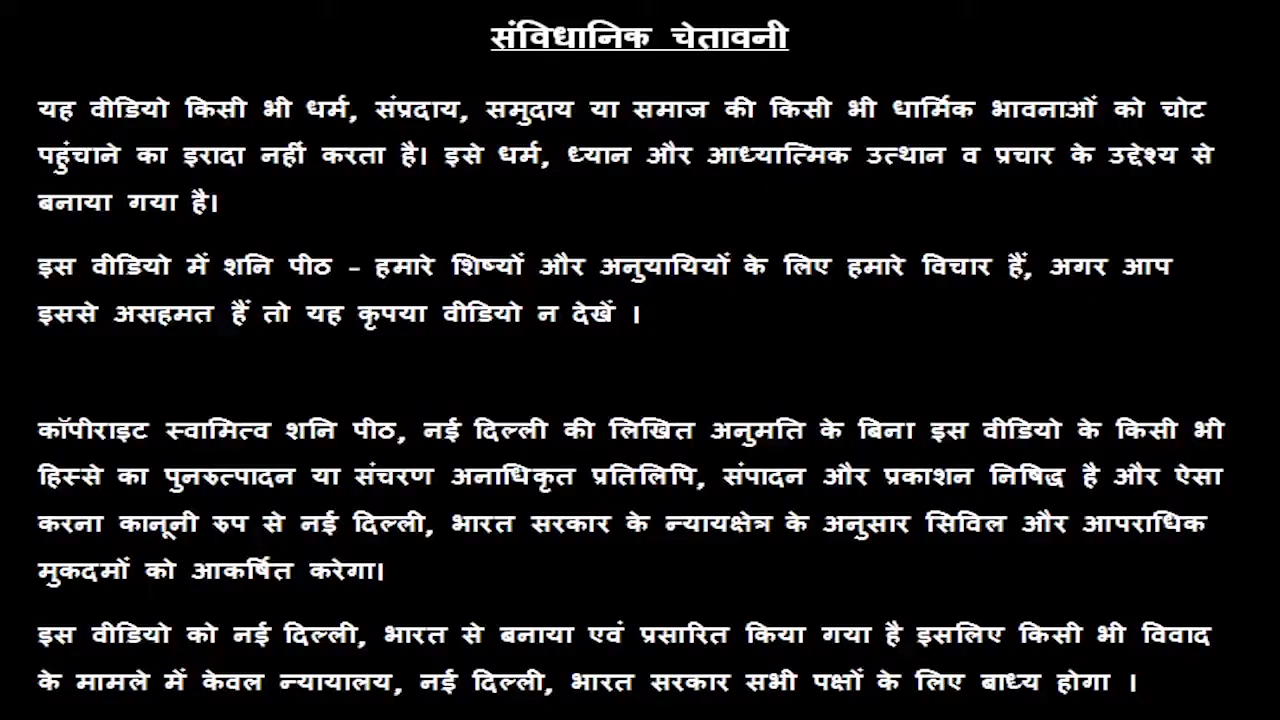 संविधानिक चेतावनी
यह वीडियो किसी भी धर्म, संप्रदाय, समुदाय या समाज की किसी भी धार्मिक भावनाओं को चोट
पहुंचाने का इरादा नहीं करता है। इसे धर्म, ध्यान और आध्यात्मिक उत्थान व प्रचार के उद्देश्य से
बनाया गया है।
इस वीडियो में शनि पीठ – हमारे शिष्यों और अनुयायियों के लिए हमारे विचार हैं, अगर आप
इससे असहमत हैं तो यह कृपया वीडियो न देखें ।
कॉपीराइट स्वामित्व शनि पीठ, नई दिल्ली की लिखित अनुमति के बिना इस वीडियो के किसी भी
हिस्से का पुनरुत्पादन या संचरण अनाधिकृत प्रतिलिपि, संपादन और प्रकाशन निषिद्ध है और ऐसा
करना कानूनी रुप से नई दिल्ली, भारत सरकार के न्यायक्षेत्र के अनुसार सिविल और आपराधिक
मुकदमों को आकर्षित करेगा।
इस वीडियो को नई दिल्ली, भारत से बनाया एवं प्रसारित किया गया है इसलिए किसी भी विवाद
के मामले में केवल न्यायालय, नई दिल्ली, भारत सरकार सभी पक्षों के लिए बाध्य होगा ।